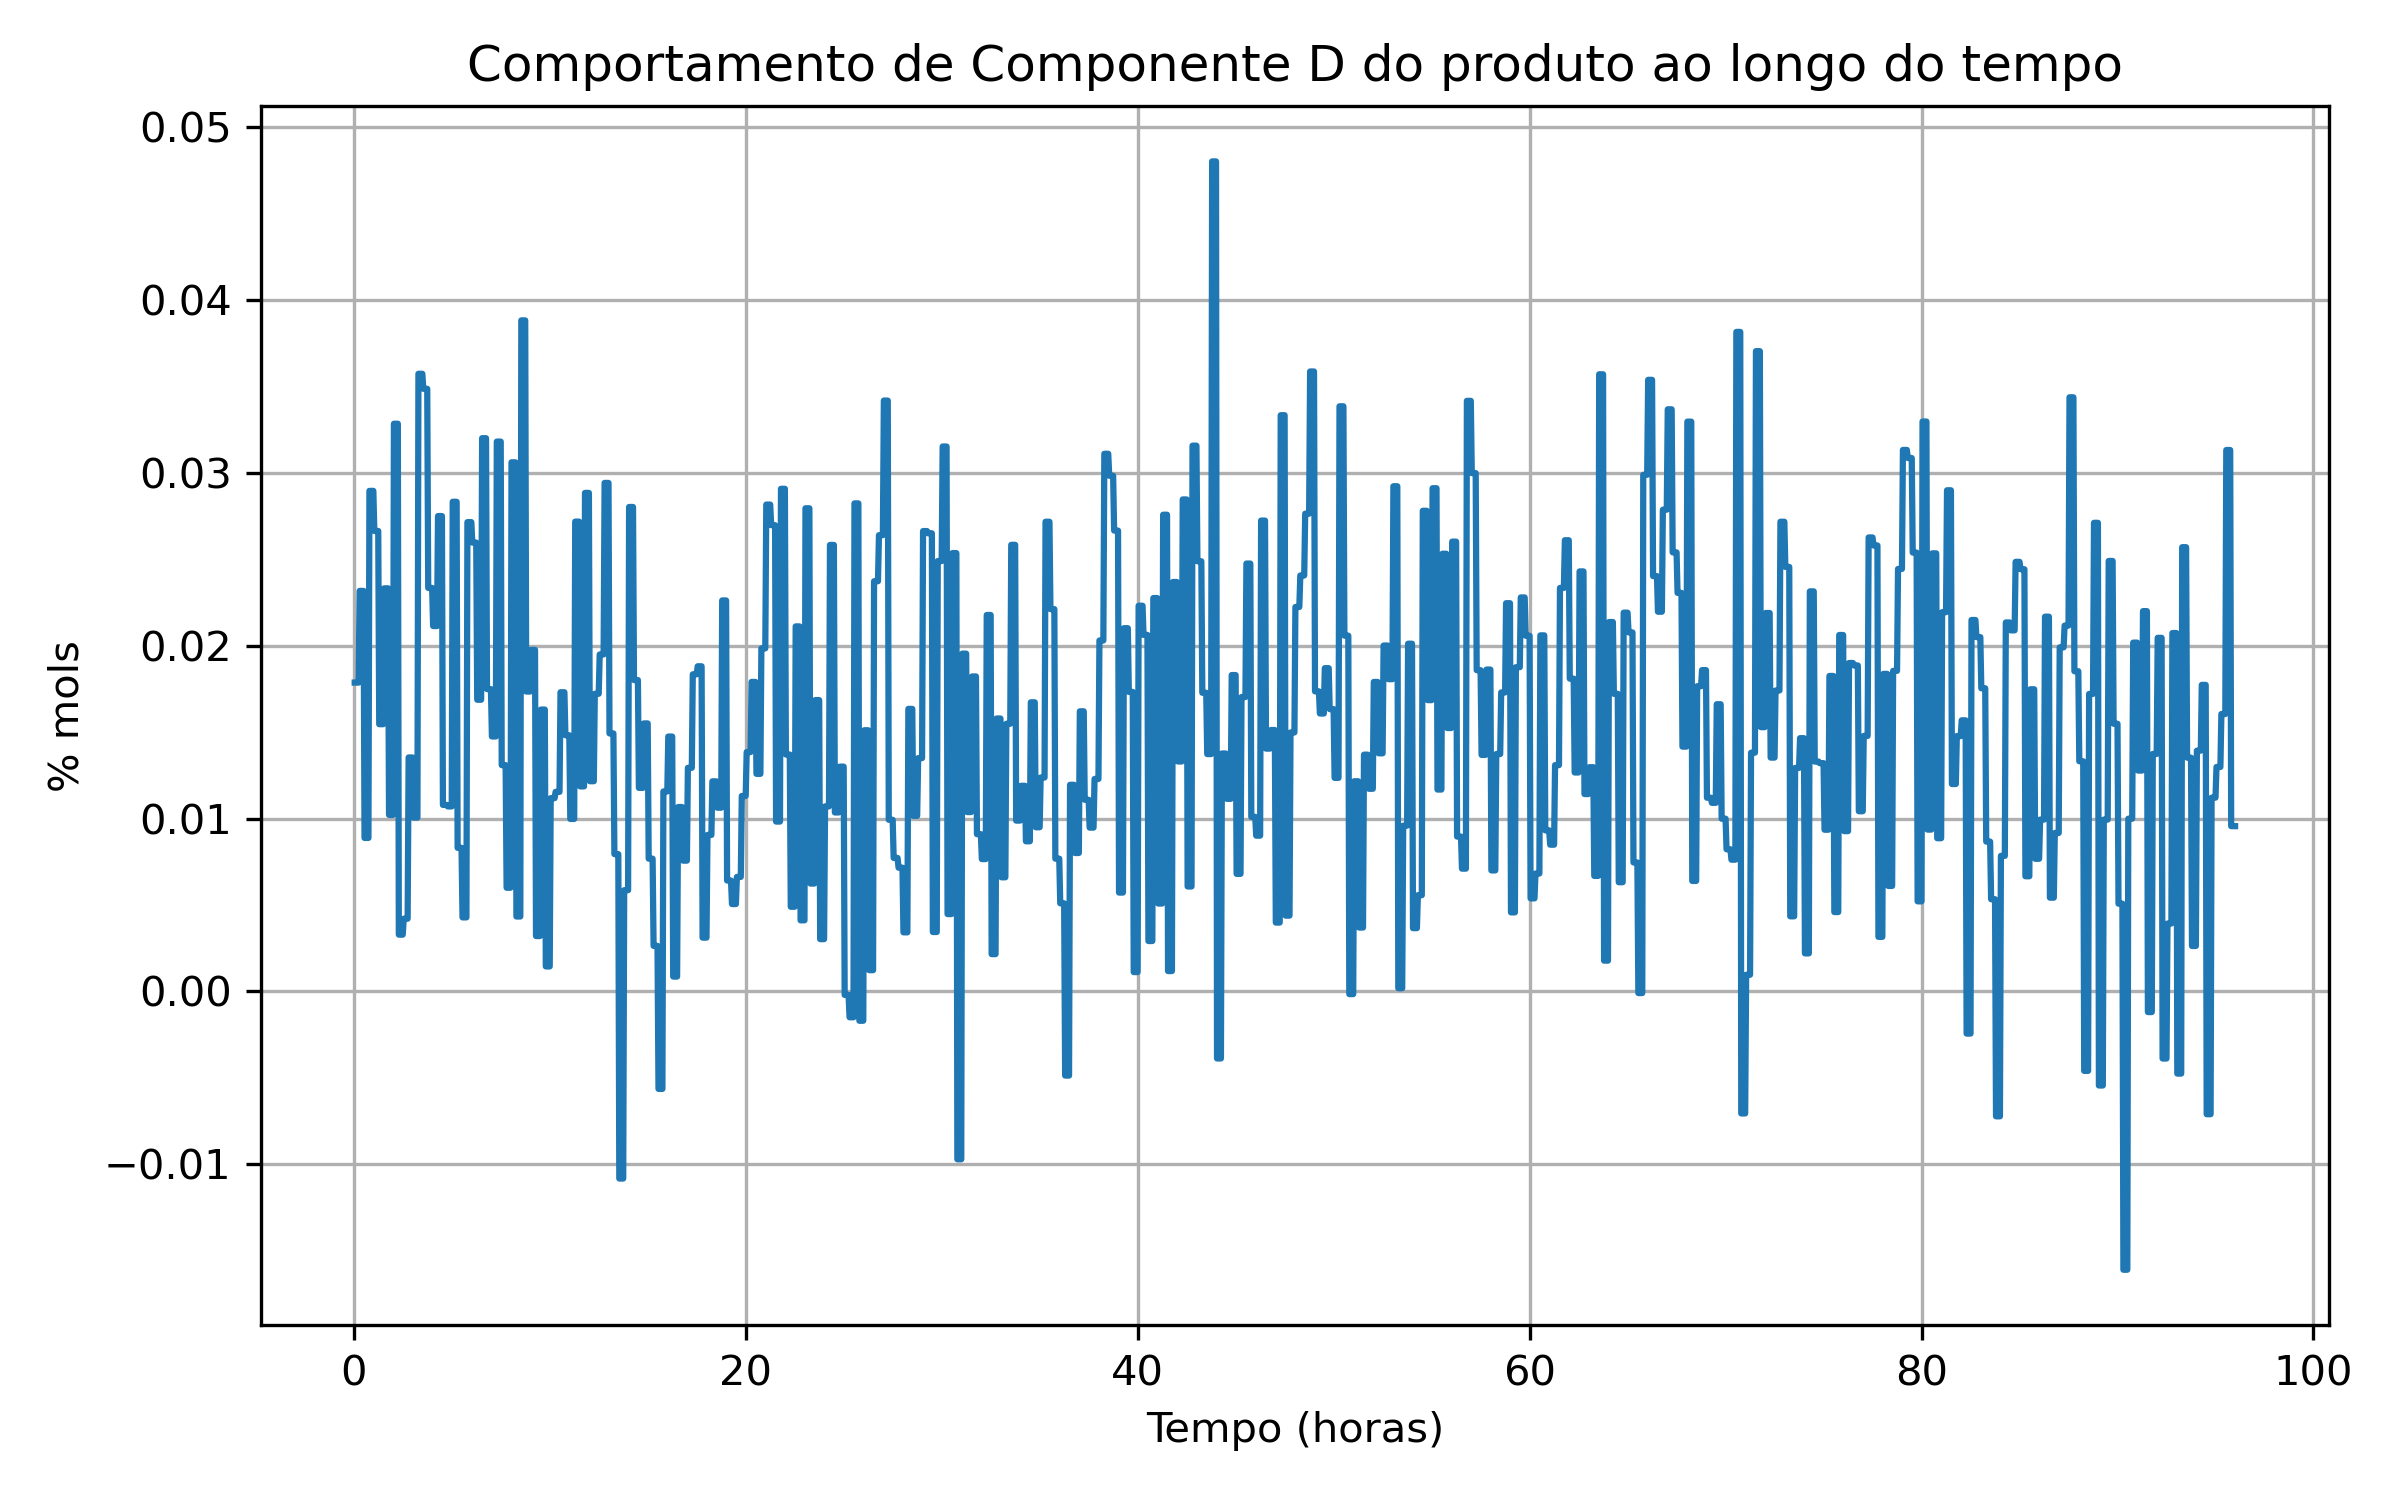 Comportamento de Componente D do produto ao longo do tempo
0.05
0.04
0.03
0.02
0.01
0.00
−0.01
% mols
0 20 40 60 80 100
Tempo (horas)